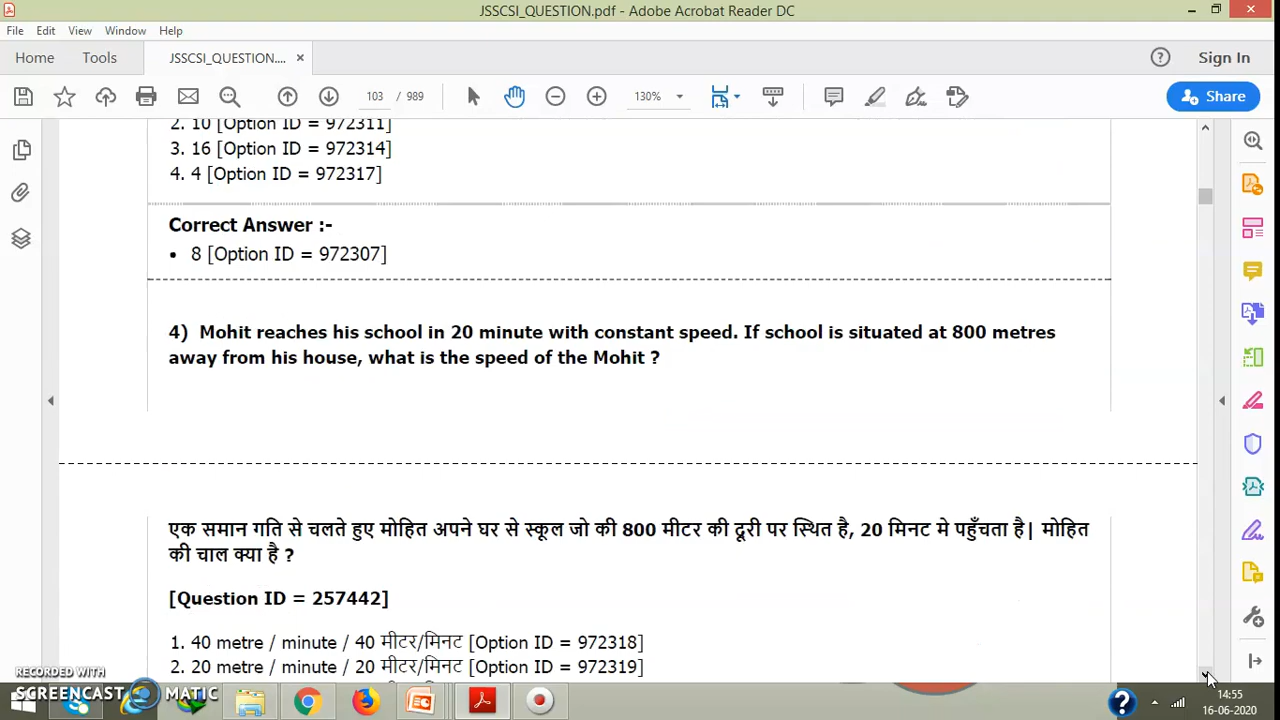 JSSCSI_QUESTION.pdf - Adobe Acrobat Reader DC
File Edit View Window Help
Home Tools JSSCSI_QUESTION.... × Sign In
103 / 989 130% Share
2. 10 [Option ID = 972311]
3. 16 [Option ID = 972314]
4. 4 [Option ID = 972317]
Correct Answer :-
• 8 [Option ID = 972307]
4) Mohit reaches his school in 20 minute with constant speed. If school is situated at 800 metres
away from his house, what is the speed of the Mohit ?
एक समान गति से चलते हुए मोहित अपने घर से स्कूल जो की 800 मीटर की दूरी पर स्थित है, 20 मिनट मे पहुँचता है| मोहित
की चाल क्या है ?
[Question ID = 257442]
1. 40 metre / minute / 40 मीटर/मिनट [Option ID = 972318]
2. 20 metre / minute / 20 मीटर/मिनट [Option ID = 972319]
RECORDED WITH
SCREENCAST MATIC
14:55
16-06-2020